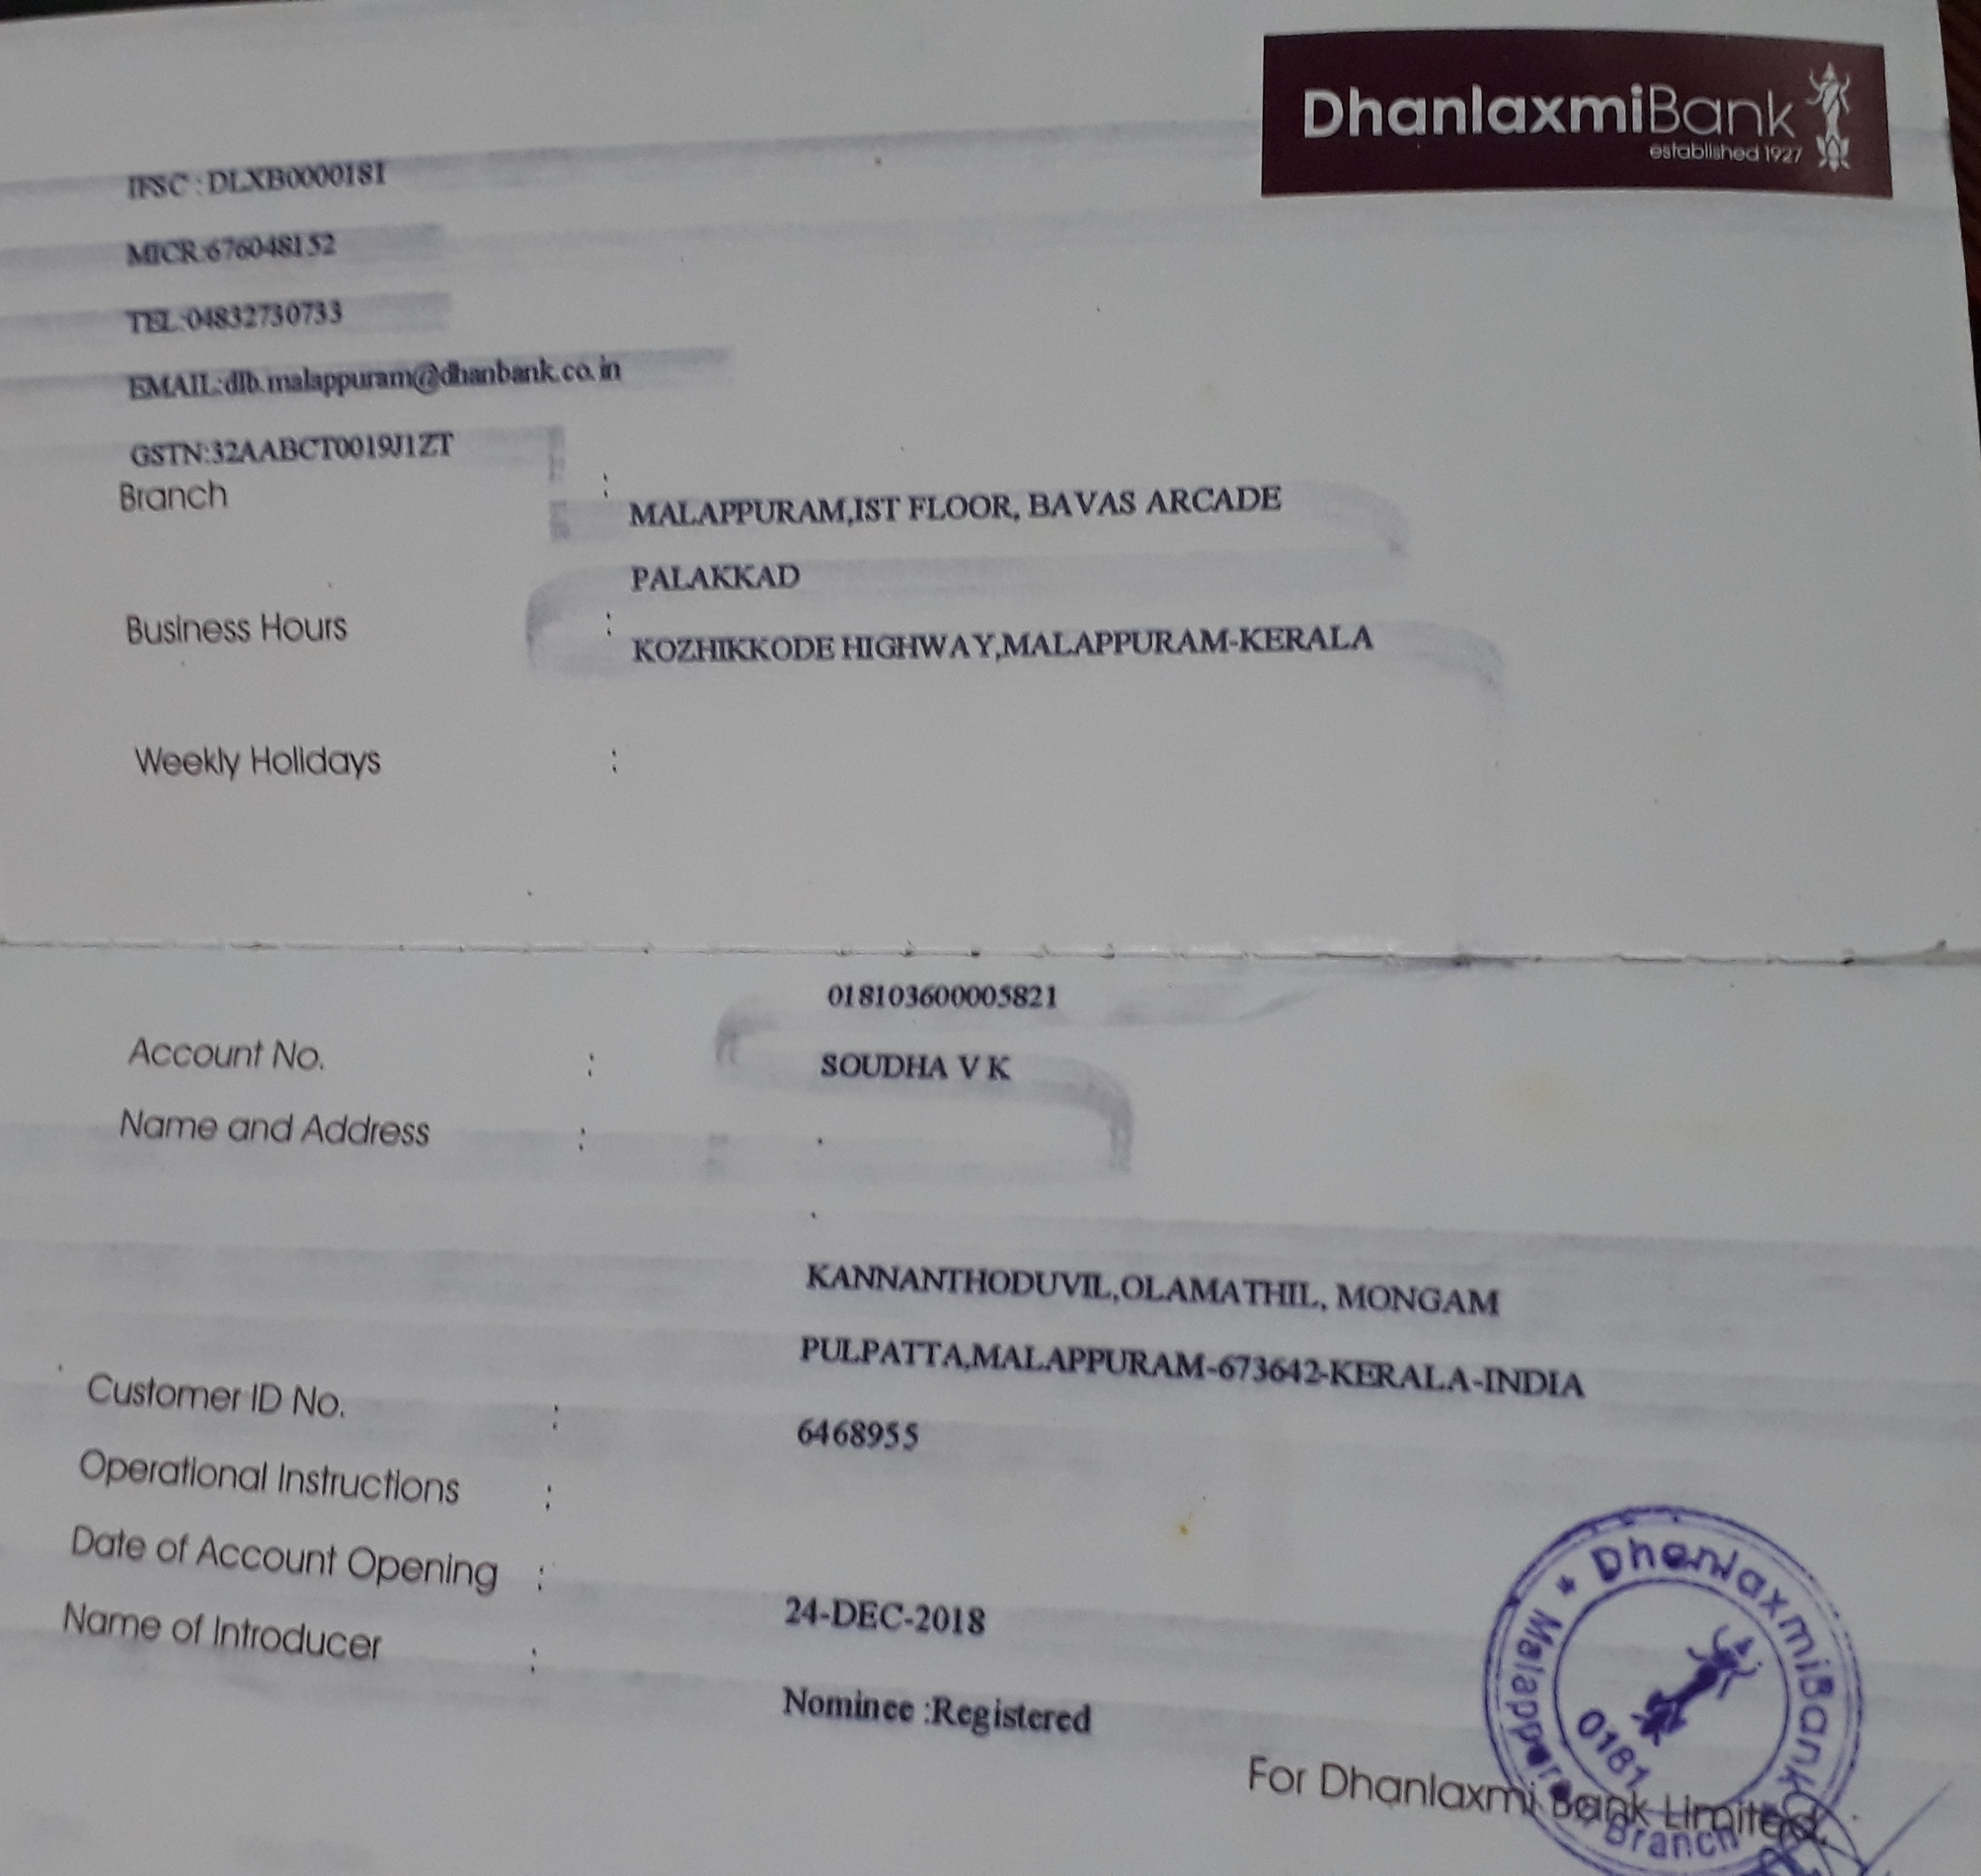 DhanlaxmiBank
established 1927
IFSC : DLXB0000181
MICR:676048152
TEL:04832730733
EMAIL:dlb.malappuram@dhanbank.co.in
GSTN:32AABCT0019J1ZT
Branch : MALAPPURAM,IST FLOOR, BAVAS ARCADE
PALAKKAD
Business Hours : KOZHIKKODE HIGHWAY,MALAPPURAM-KERALA
Weekly Holidays :
018103600005821
Account No. :
SOUDHA V K
Name and Address : .
.
KANNANTHODUVIL,OLAMATHIL, MONGAM
PULPATTA,MALAPPURAM-673642-KERALA-INDIA
Customer ID No. : 6468955
Operational Instructions :
Date of Account Opening : 24-DEC-2018
Name of Introducer :
Nominee :Registered
For Dhanlaxmi Bank Limited
DhanlaxmiBank
Malappuram Branch
0181